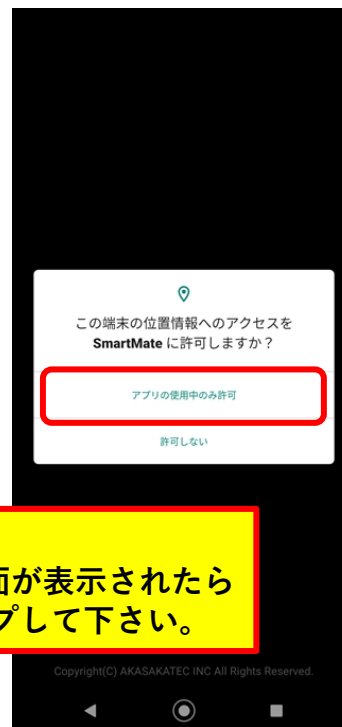 この端末の位置情報へのアクセスを
SmartMate に許可しますか？
アプリの使用中のみ許可
許可しない
面が表示されたら
プして下さい。
Copyright(C) AKASAKATEC INC All Rights Reserved.